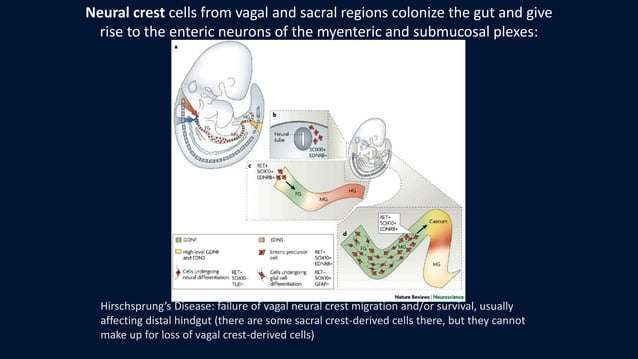 Neural crest cells from vagal and sacral regions colonize the gut and give
rise to the enteric neurons of the myenteric and submucosal plexes:
a
b
Neural
tube
SOX10+
EDNRB+
c
RET+
SOX10+
EDNRB+
FG
MG
HG
RET+
SOX10+
EDNRB+
Caecum
d
FG
MG
HG
GDNF
EDN3
High-level GDNF
and EDN3
Enteric precursor
cell
RET+
SOX10+
EDNRB+
Cells undergoing
neural differentiation
RET+
SOX10-
TUJ1+
Cells undergoing
glial cell
differentiation
RET-
SOX10+
GFAP+
Nature Reviews | Neuroscience
Hirschsprung's Disease: failure of vagal neural crest migration and/or survival, usually
affecting distal hindgut (there are some sacral crest-derived cells there, but they cannot
make up for loss of vagal crest-derived cells)